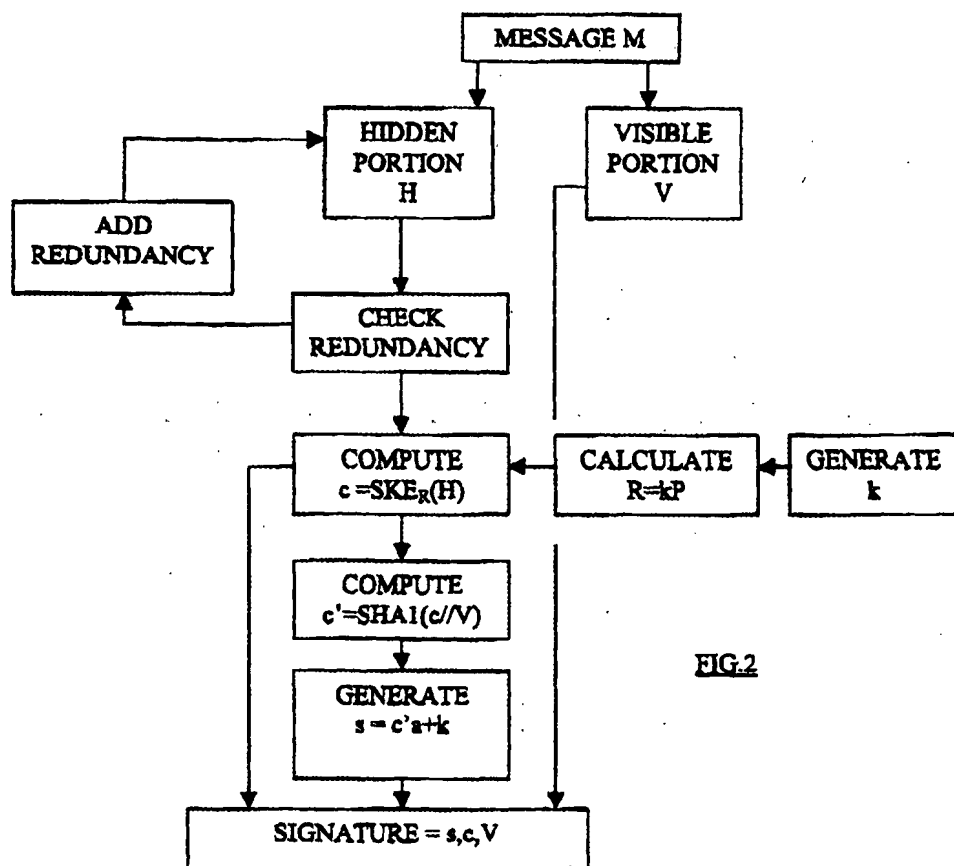 MESSAGE M
HIDDEN
PORTION
H
VISIBLE
PORTION
V
ADD
REDUNDANCY
CHECK
REDUNDANCY
COMPUTE
c =SKE_R(H)
CALCULATE
R=kP
GENERATE
k
COMPUTE
c'=SHA1(c//V)
GENERATE
s = c'a+k
FIG.2
SIGNATURE = s,c,V